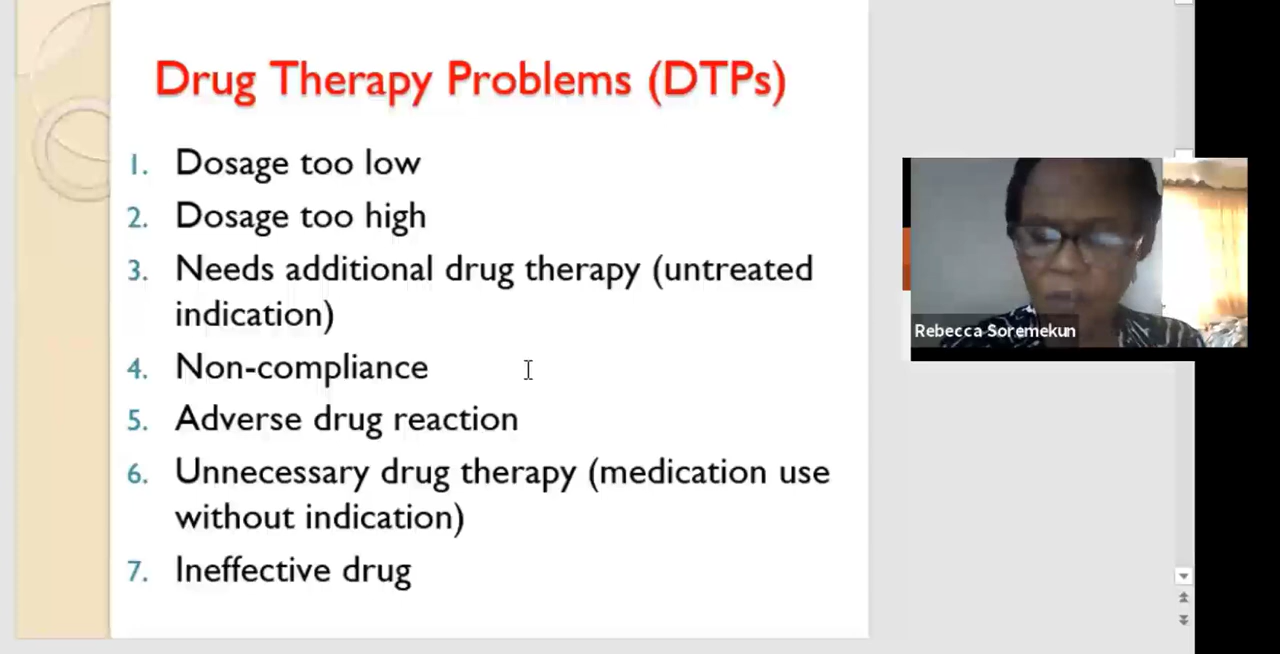 Drug Therapy Problems (DTPs)
1. Dosage too low
2. Dosage too high
3. Needs additional drug therapy (untreated
indication)
4. Non-compliance
5. Adverse drug reaction
6. Unnecessary drug therapy (medication use
without indication)
7. Ineffective drug
Rebecca Soremekun